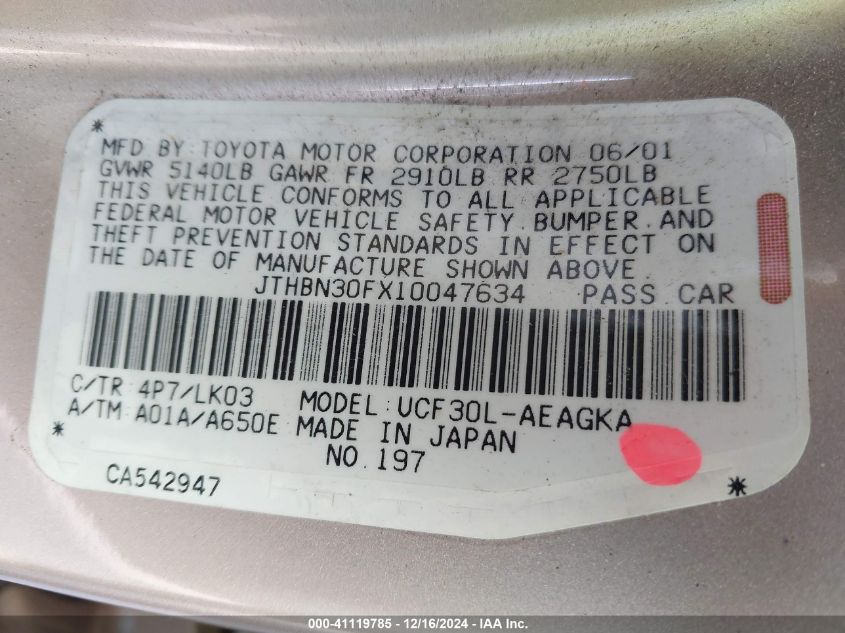 MFD BY: TOYOTA MOTOR CORPORATION 06/01
GVWR 5140LB GAWR FR 2910LB RR 2750LB
THIS VEHICLE CONFORMS TO ALL APPLICABLE
FEDERAL MOTOR VEHICLE SAFETY.BUMPER.AND
THEFT PREVENTION STANDARDS IN EFFECT ON
THE DATE OF MANUFACTURE SHOWN ABOVE.
JTHBN30FX10047634 PASS CAR
C/TR: 4P7/LK03 MODEL: UCF30L-AEAGKA
A/TM: A01A/A650E MADE IN JAPAN
NO. 197
CA542947
000-41119785 - 12/16/2024 - IAA Inc.